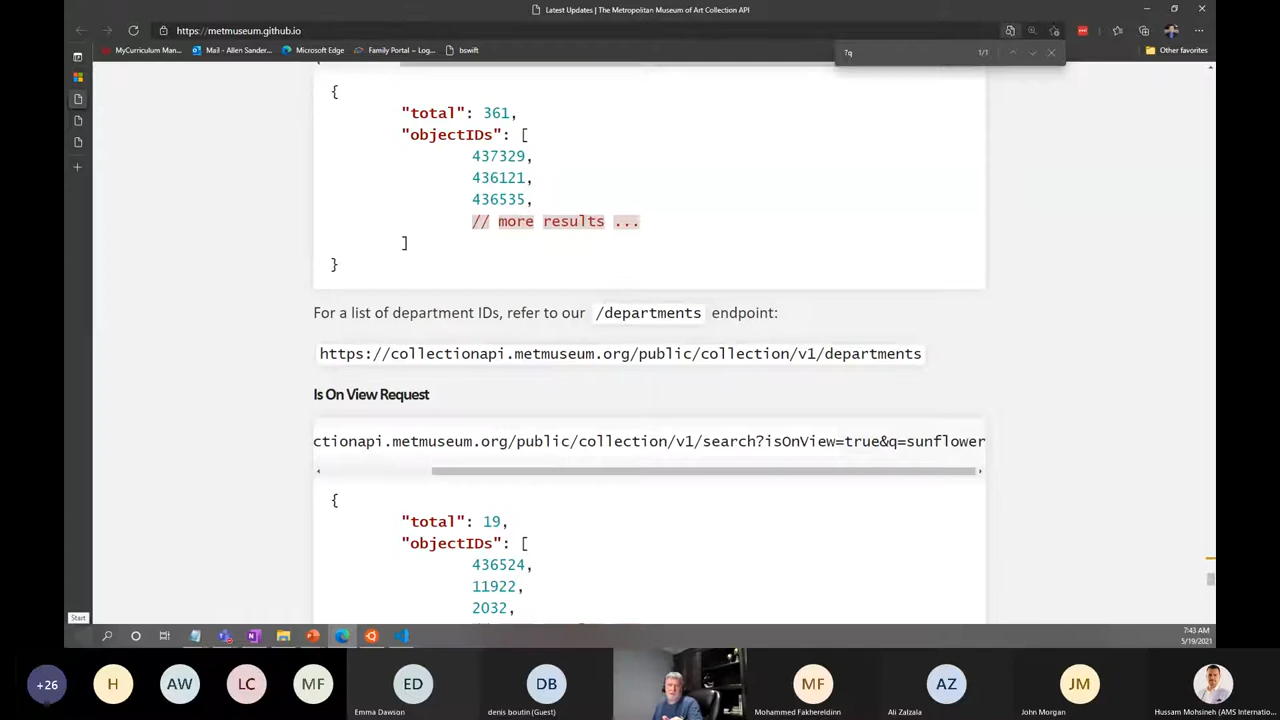 Latest Updates | The Metropolitan Museum of Art Collection API
https://metmuseum.github.io
MyCurriculum Man...
Mail - Allen Sander...
Microsoft Edge
Family Portal – Log...
bswift
?q
1/1
Other favorites
{
"total": 361,
"objectIDs": [
437329,
436121,
436535,
// more results ...
]
}
For a list of department IDs, refer to our /departments endpoint:
https://collectionapi.metmuseum.org/public/collection/v1/departments
Is On View Request
ctionapi.metmuseum.org/public/collection/v1/search?isOnView=true&q=sunflower
{
"total": 19,
"objectIDs": [
436524,
11922,
2032,
Start
7:43 AM
5/19/2021
+26
H
AW
LC
MF
ED
DB
MF
AZ
JM
Emma Dawson
denis boutin (Guest)
Mohammed Fakhereldinn
Ali Zalzala
John Morgan
Hussam Mohsineh (AMS Internatio...